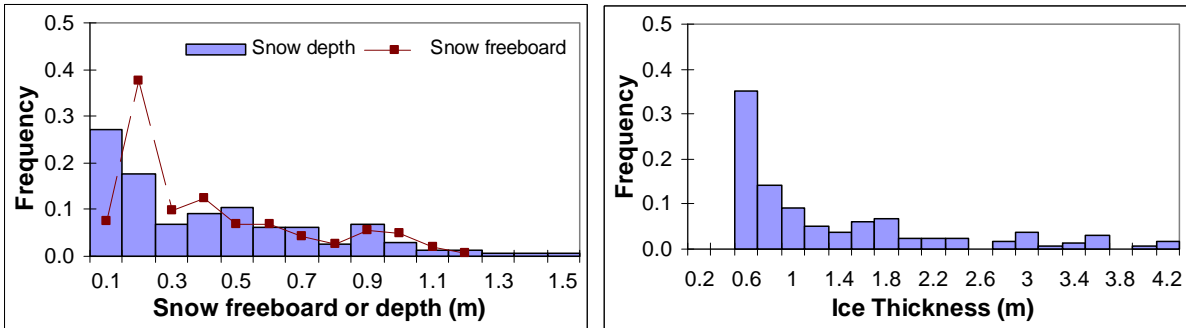 0.5
0.4
0.3
0.2
0.1
0.0
Frequency
Snow depth
Snow freeboard
0.1 0.3 0.5 0.7 0.9 1.1 1.3 1.5
Snow freeboard or depth (m)
0.5
0.4
0.3
0.2
0.1
0.0
Frequency
0.2 0.6 1 1.4 1.8 2.2 2.6 3 3.4 3.8 4.2
Ice Thickness (m)